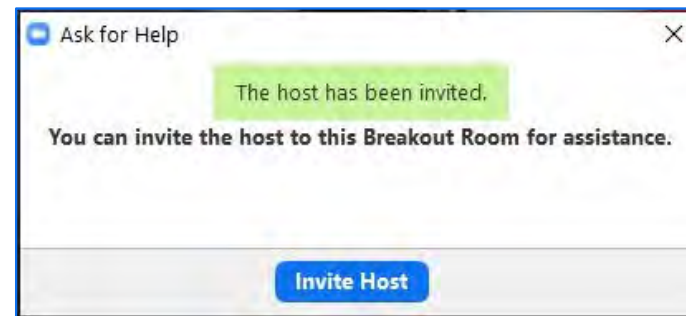 Ask for Help
The host has been invited.
You can invite the host to this Breakout Room for assistance.
Invite Host